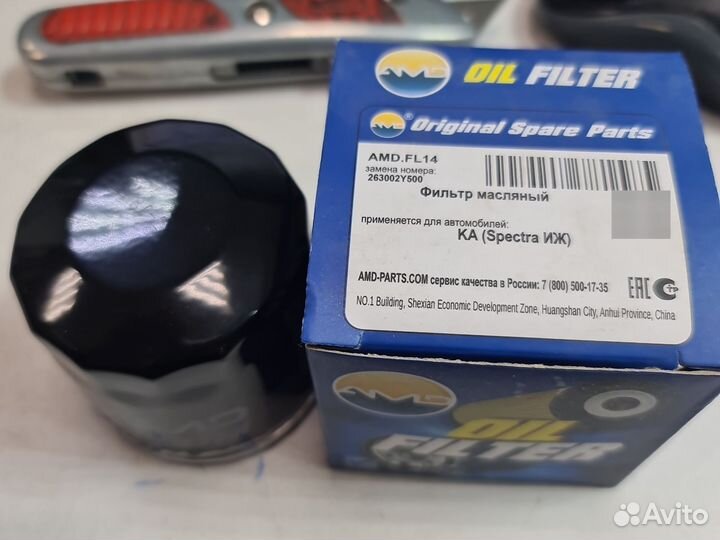 AMD
OIL FILTER
AMD
® Original Spare Parts
AMD.FL14
замена номера:
263002Y500
Фильтр масляный
применяется для автомобилей:
KA (Spectra ИЖ)
AMD-PARTS.COM сервис качества в России: 7 (800) 500-17-35
NO.1 Building, Shexian Economic Development Zone, Huangshan City, Anhui Province, China
EAC
AMD
OIL
FILTER
Avito